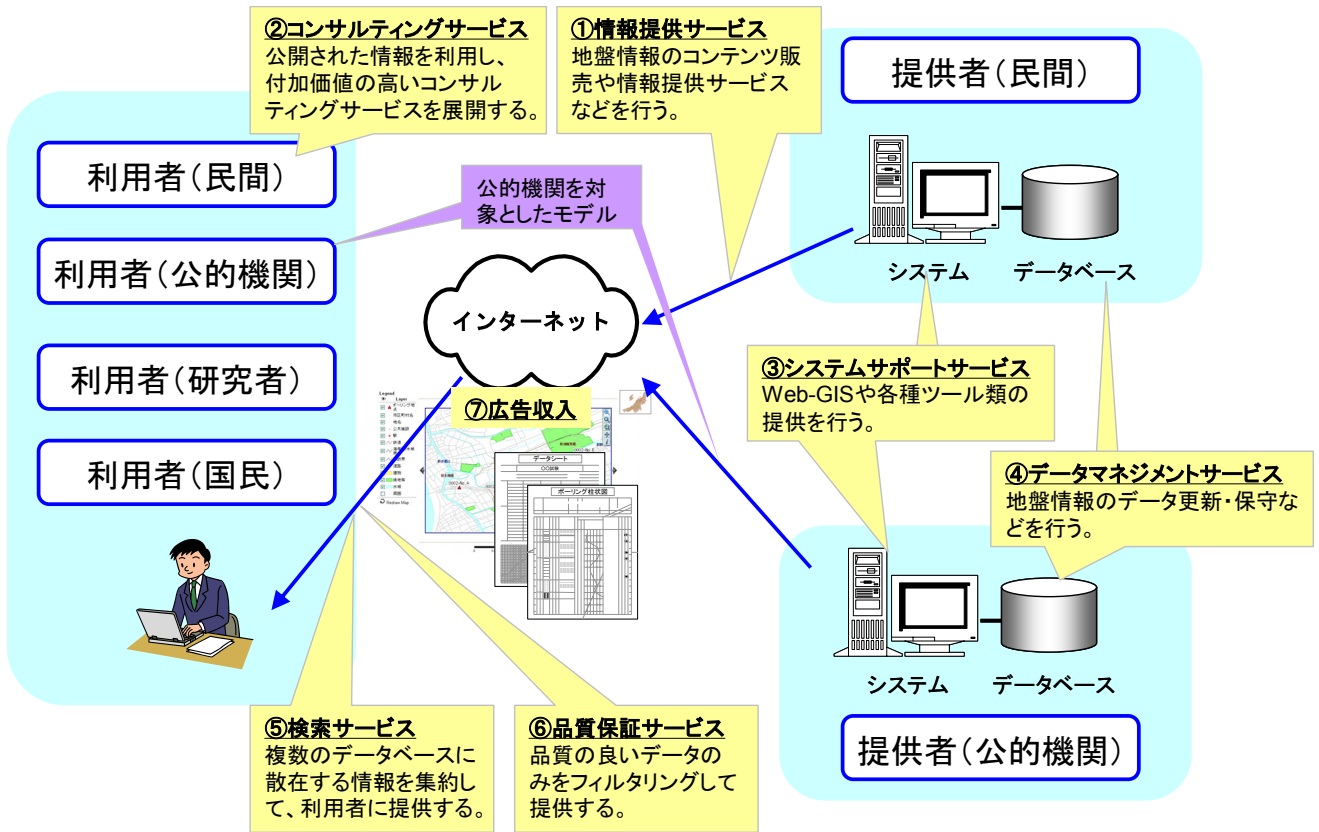 ②コンサルティングサービス
公開された情報を利用し、
付加価値の高いコンサル
ティングサービスを展開する。
①情報提供サービス
地盤情報のコンテンツ販
売や情報提供サービス
などを行う。
提供者（民間）
利用者（民間）
利用者（公的機関）
利用者（研究者）
利用者（国民）
公的機関を対
象としたモデル
システム
データベース
インターネット
③システムサポートサービス
Web-GISや各種ツール類の
提供を行う。
⑦広告収入
Legend
Layer
データシート
〇〇試験
ボーリング柱状図
Redraw Map
④データマネジメントサービス
地盤情報のデータ更新・保守な
どを行う。
システム
データベース
提供者（公的機関）
⑤検索サービス
複数のデータベースに
散在する情報を集約し
て、利用者に提供する。
⑥品質保証サービス
品質の良いデータの
みをフィルタリングして
提供する。